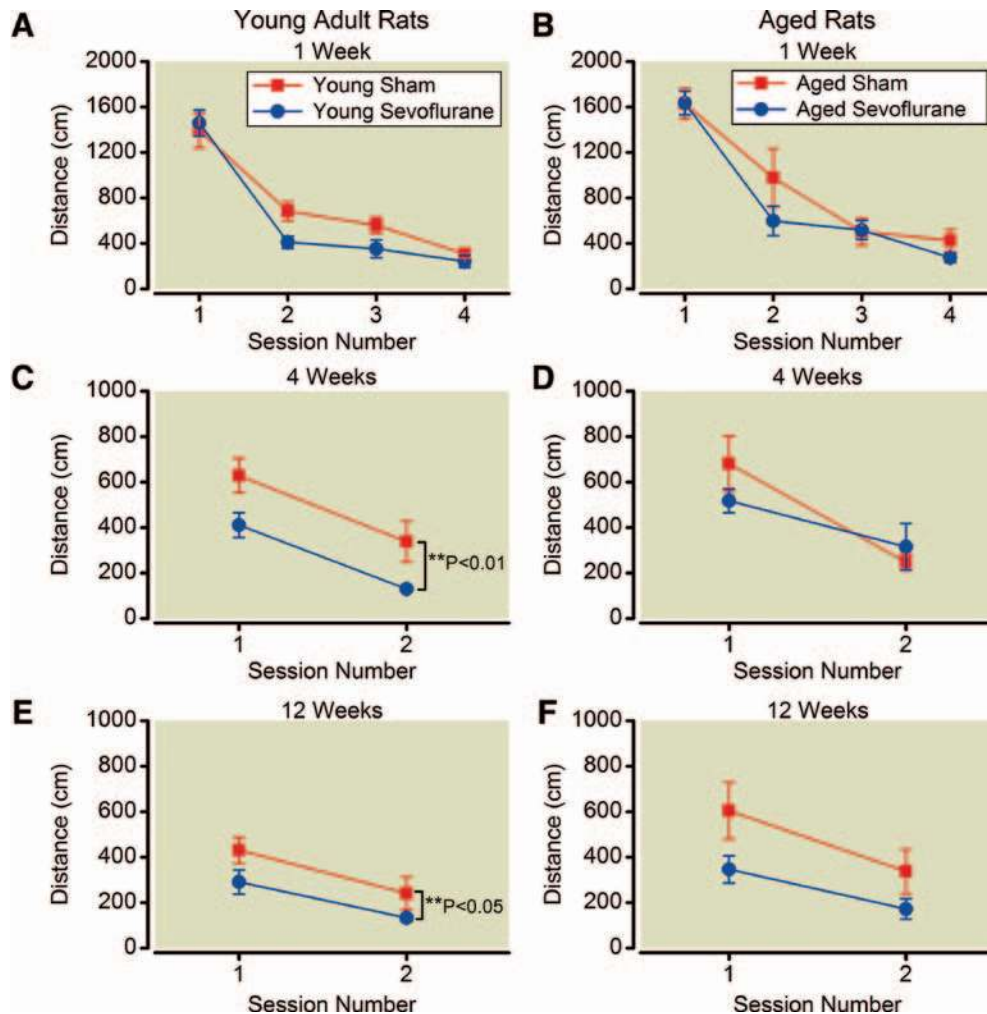 A Young Adult Rats
1 Week
Young Sham
Young Sevoflurane
Distance (cm)
2000
1600
1200
800
400
0
1 2 3 4
Session Number
B Aged Rats
1 Week
Aged Sham
Aged Sevoflurane
Distance (cm)
2000
1600
1200
800
400
0
1 2 3 4
Session Number
C 4 Weeks
Distance (cm)
1000
800
600
400
200
0
**P<0.01
1 2
Session Number
D 4 Weeks
Distance (cm)
1000
800
600
400
200
0
1 2
Session Number
E 12 Weeks
Distance (cm)
1000
800
600
400
200
0
**P<0.05
1 2
Session Number
F 12 Weeks
Distance (cm)
1000
800
600
400
200
0
1 2
Session Number